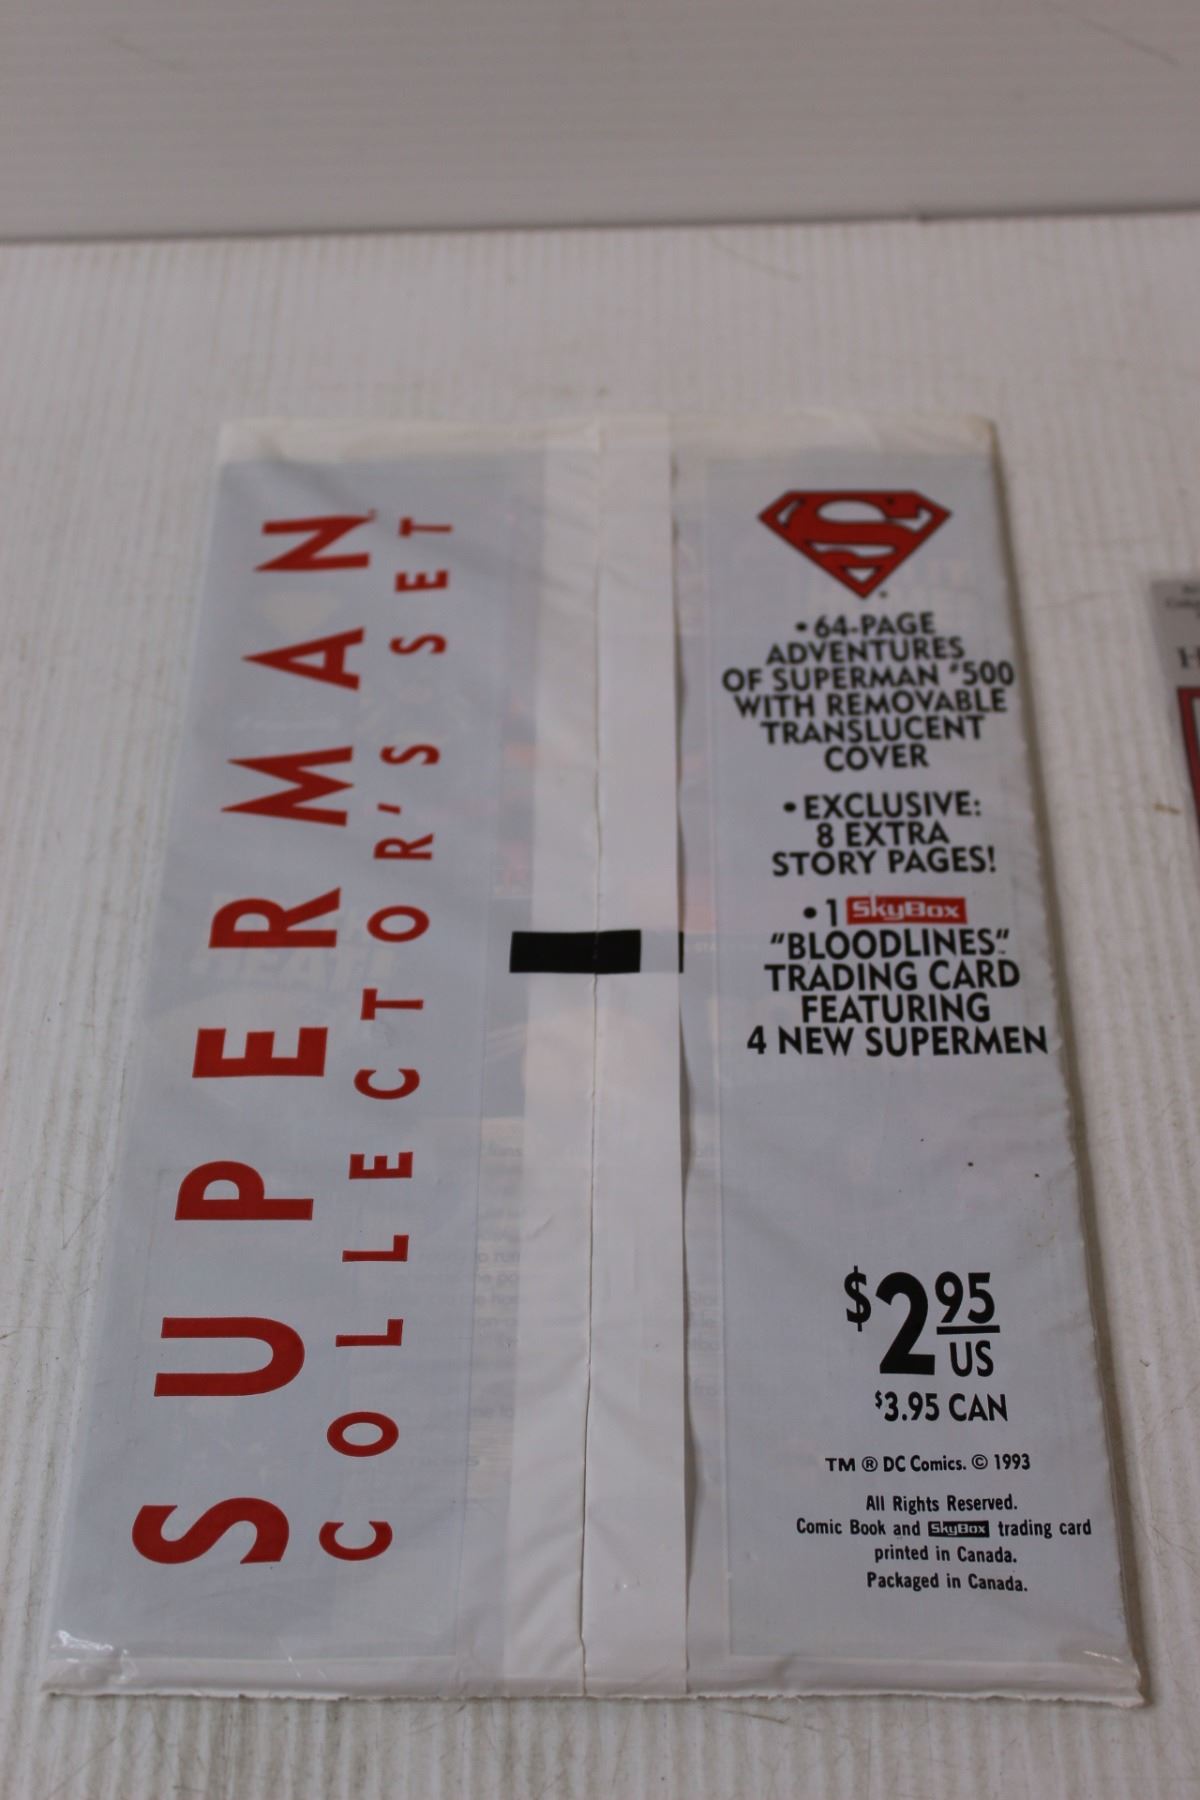 SUPERMAN
COLLECTOR'S SET
S
• 64-PAGE
ADVENTURES
OF SUPERMAN #500
WITH REMOVABLE
TRANSLUCENT
COVER
• EXCLUSIVE:
8 EXTRA
STORY PAGES!
• 1 SkyBox
"BLOODLINES"™
TRADING CARD
FEATURING
4 NEW SUPERMEN
$2 95
US
$3.95 CAN
TM ® DC Comics. © 1993
All Rights Reserved.
Comic Book and SkyBox trading card
printed in Canada.
Packaged in Canada.